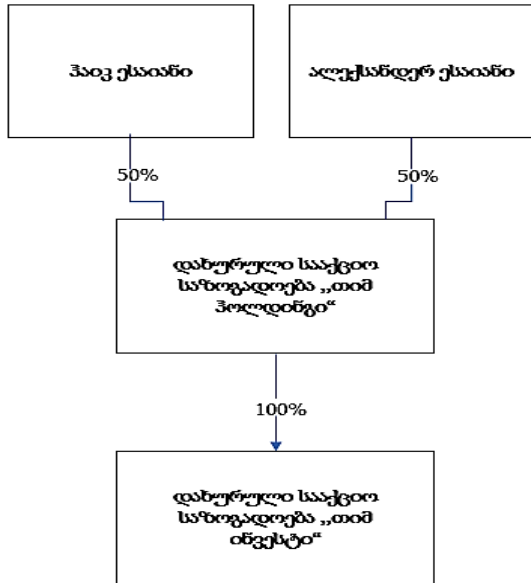 ჰაიკ ესაიანი
ალექსანდერ ესაიანი
50%
50%
დახურული სააქციო
საზოგადოება ,,თიმ
ჰოლდინგი“
100%
დახურული სააქციო
საზოგადოება ,,თიმ
ინვესტი“